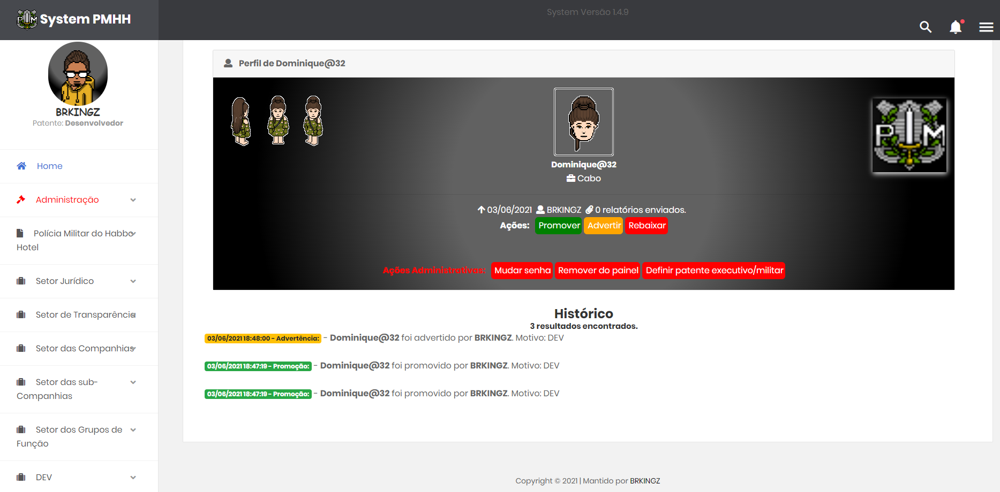 System PMHH
System Versão 1.4.9
BRKINGZ
Patente: Desenvolvedor
Home
Administração
Polícia Militar do Habbo
Hotel
Setor Jurídico
Setor de Transparência
Setor das Companhias
Setor das sub-
Companhias
Setor dos Grupos de
Função
DEV
Perfil de Dominique@32
PM
Dominique@32
Cabo
03/06/2021 BRKINGZ 0 relatórios enviados.
Ações: Promover Advertir Rebaixar
Ações Administrativas: Mudar senha Remover do painel Definir patente executivo/militar
Histórico
3 resultados encontrados.
03/06/2021 18:48:00 - Advertência: - Dominique@32 foi advertido por BRKINGZ. Motivo: DEV
03/06/2021 18:47:19 - Promoção: - Dominique@32 foi promovido por BRKINGZ. Motivo: DEV
03/06/2021 18:47:19 - Promoção: - Dominique@32 foi promovido por BRKINGZ. Motivo: DEV
Copyright © 2021 | Mantido por BRKINGZ